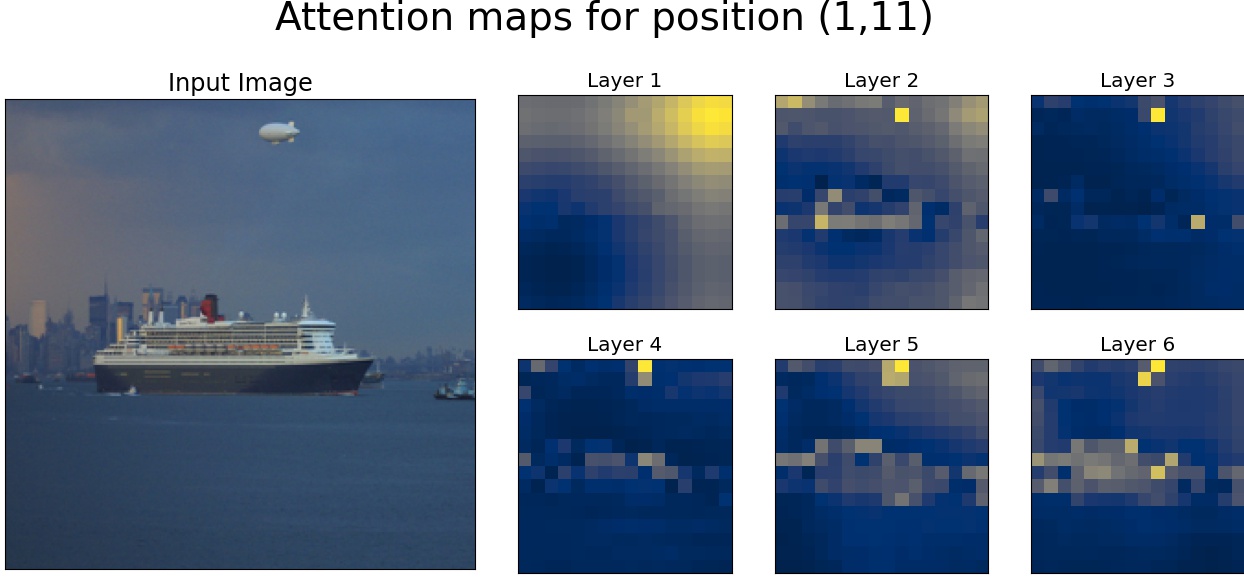 Attention maps for position (1,11)
Input Image
Layer 1
Layer 2
Layer 3
Layer 4
Layer 5
Layer 6